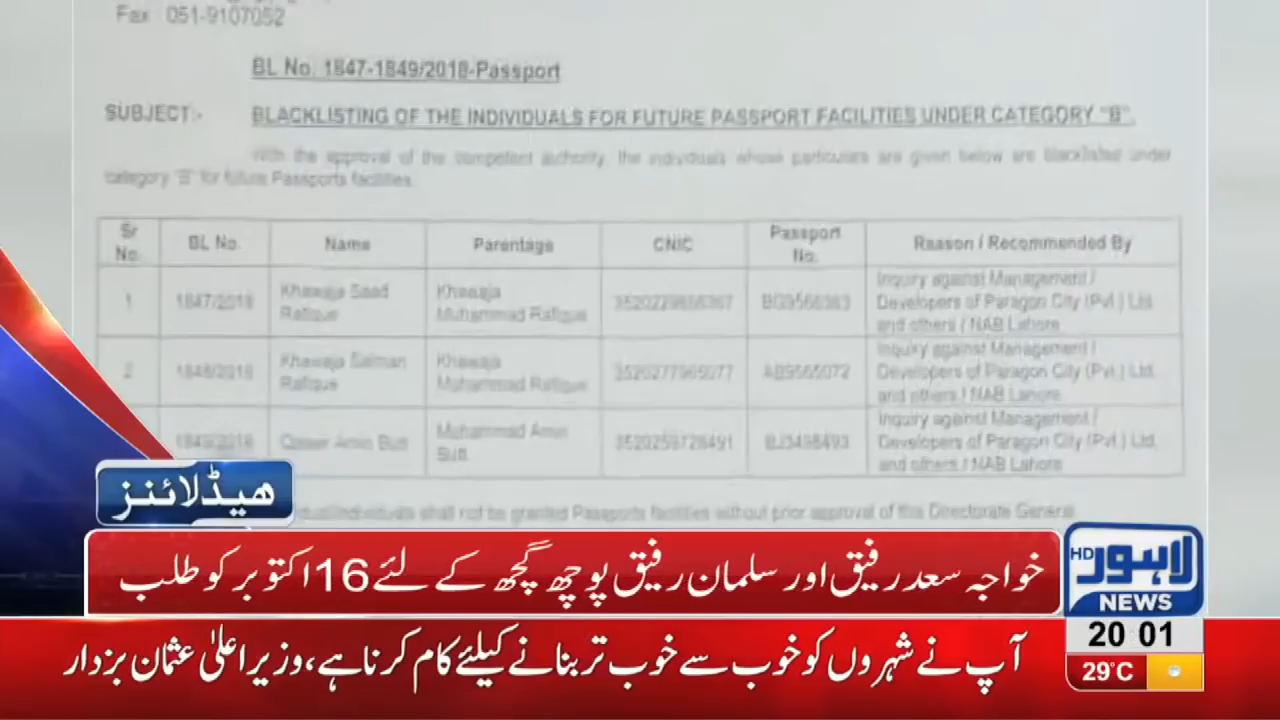 Fax 051-9107052
BL No. 1847-1849/2018-Passport
SUBJECT:- BLACKLISTING OF THE INDIVIDUALS FOR FUTURE PASSPORT FACILITIES UNDER CATEGORY "B".
With the approval of the competent authority, the individuals whose particulars are given below are blacklisted under
category "B" for future Passports facilities.
Sr No. BL No. Name Parentage CNIC Passport No. Reason / Recommended By
1 1847/2018 Khawaja Saad Rafique Khawaja Muhammad Rafique Inquiry against Management / Developers of Paragon City (Pvt.) Ltd. and others / NAB Lahore
2 1848/2018 Khawaja Salman Rafique Khawaja Muhammad Rafique Inquiry against Management / Developers of Paragon City (Pvt.) Ltd. and others / NAB Lahore
1849/2018 Amin Butt Muhammad Amin Butt Inquiry against Management / Developers of Paragon City (Pvt.) Ltd. and others / NAB Lahore
shall not be granted Passports facilities without prior approval of this Directorate General
ہیڈلائنز
خواجہ سعد رفیق اور سلمان رفیق پوچھ گچھ کے لئے 16 اکتوبر کو طلب
لاہور HD
NEWS
20 01
آپ نے شہروں کو خوب سے خوب تر بنانے کیلئے کام کرنا ہے، وزیراعلیٰ عثمان بزدار
29°C